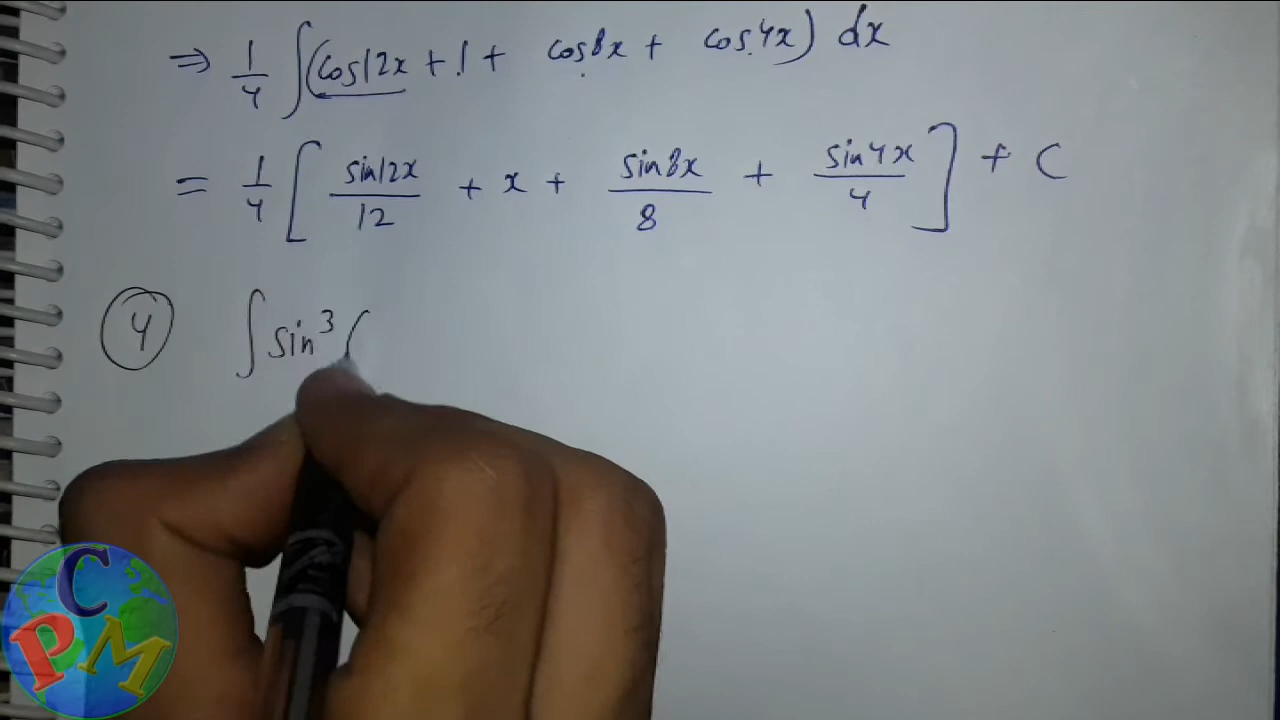 ⇒ 1/4 ∫(cos12x + 1 + cos8x + cos4x) dx
= 1/4 [ sin12x/12 + x + sin8x/8 + sin4x/4 ] + C
④ ∫ sin³ (
CPM